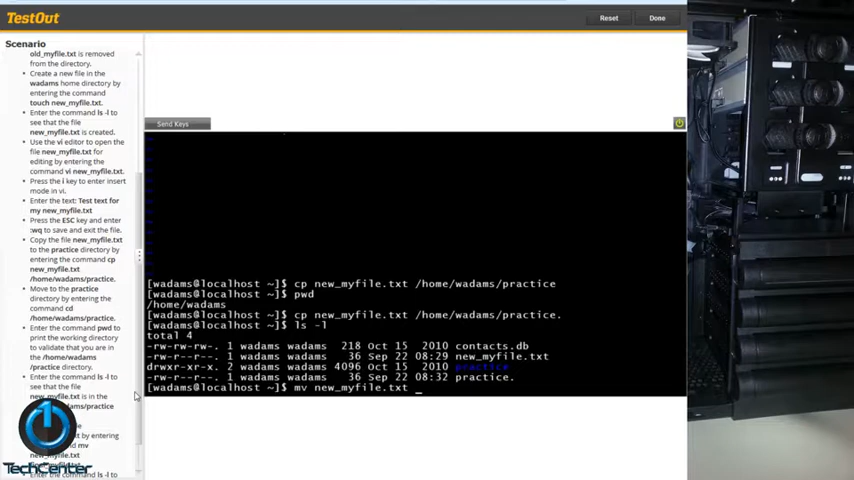 TestOut
Reset
Done
Scenario
old_myfile.txt is removed
from the directory.
Create a new file in the
wadams home directory by
entering the command
touch new_myfile.txt.
Enter the command ls -l to
see that the file
new_myfile.txt is created.
Use the vi editor to open the
file new_myfile.txt for
editing by entering the
command vi new_myfile.txt.
Press the i key to enter insert
mode in vi.
Enter the text: Test text for
my new_myfile.txt
Press the ESC key and enter
:wq to save and exit the file.
Copy the file new_myfile.txt
to the practice directory by
entering the command cp
new_myfile.txt
/home/wadams/practice.
Move to the practice
directory by entering the
command cd
/home/wadams/practice.
Enter the command pwd to
print the working directory
to validate that you are in
the /home/wadams
/practice directory.
Enter the command ls -l to
see that the file
new_myfile.txt is in the
/practice
by entering
mv
Enter the command ls -l to
TechCenter
Send Keys
~
~
~
~
~
~
~
~
~
~
~
~
~
~
[wadams@localhost ~]$ cp new_myfile.txt /home/wadams/practice
[wadams@localhost ~]$ pwd
/home/wadams
[wadams@localhost ~]$ cp new_myfile.txt /home/wadams/practice.
[wadams@localhost ~]$ ls -l
total 4
-rw-rw-rw-. 1 wadams wadams 218 Oct 15 2010 contacts.db
-rw-r--r--. 1 wadams wadams 36 Sep 22 08:29 new_myfile.txt
drwxr-xr-x. 2 wadams wadams 4096 Oct 15 2010 practice
-rw-r--r--. 1 wadams wadams 36 Sep 22 08:32 practice.
[wadams@localhost ~]$ mv new_myfile.txt _